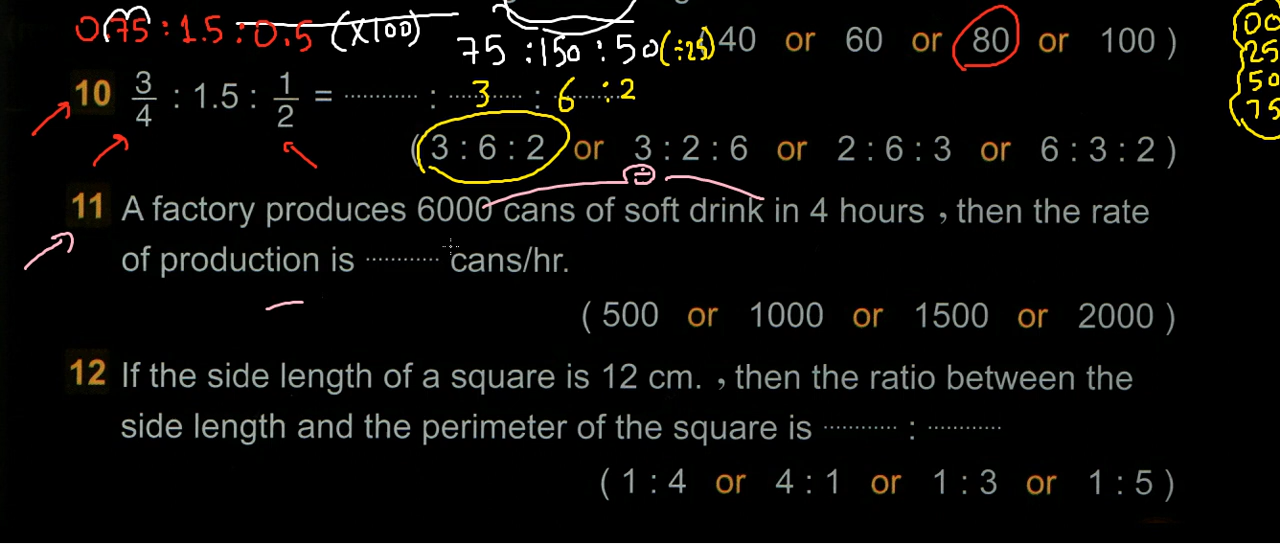 0.75 : 1.5 : 0.5 (x100) 75 : 150 : 50 (÷25) 40 or 60 or 80 or 100 )
00
25
50
75
10 3/4 : 1.5 : 1/2 = ............ : ....3.... : 6 ... : 2
( 3 : 6 : 2 or 3 : 2 : 6 or 2 : 6 : 3 or 6 : 3 : 2 )
÷
11 A factory produces 6000 cans of soft drink in 4 hours , then the rate
of production is ............ cans/hr.
( 500 or 1000 or 1500 or 2000 )
12 If the side length of a square is 12 cm. , then the ratio between the
side length and the perimeter of the square is ............ : ............
( 1 : 4 or 4 : 1 or 1 : 3 or 1 : 5 )